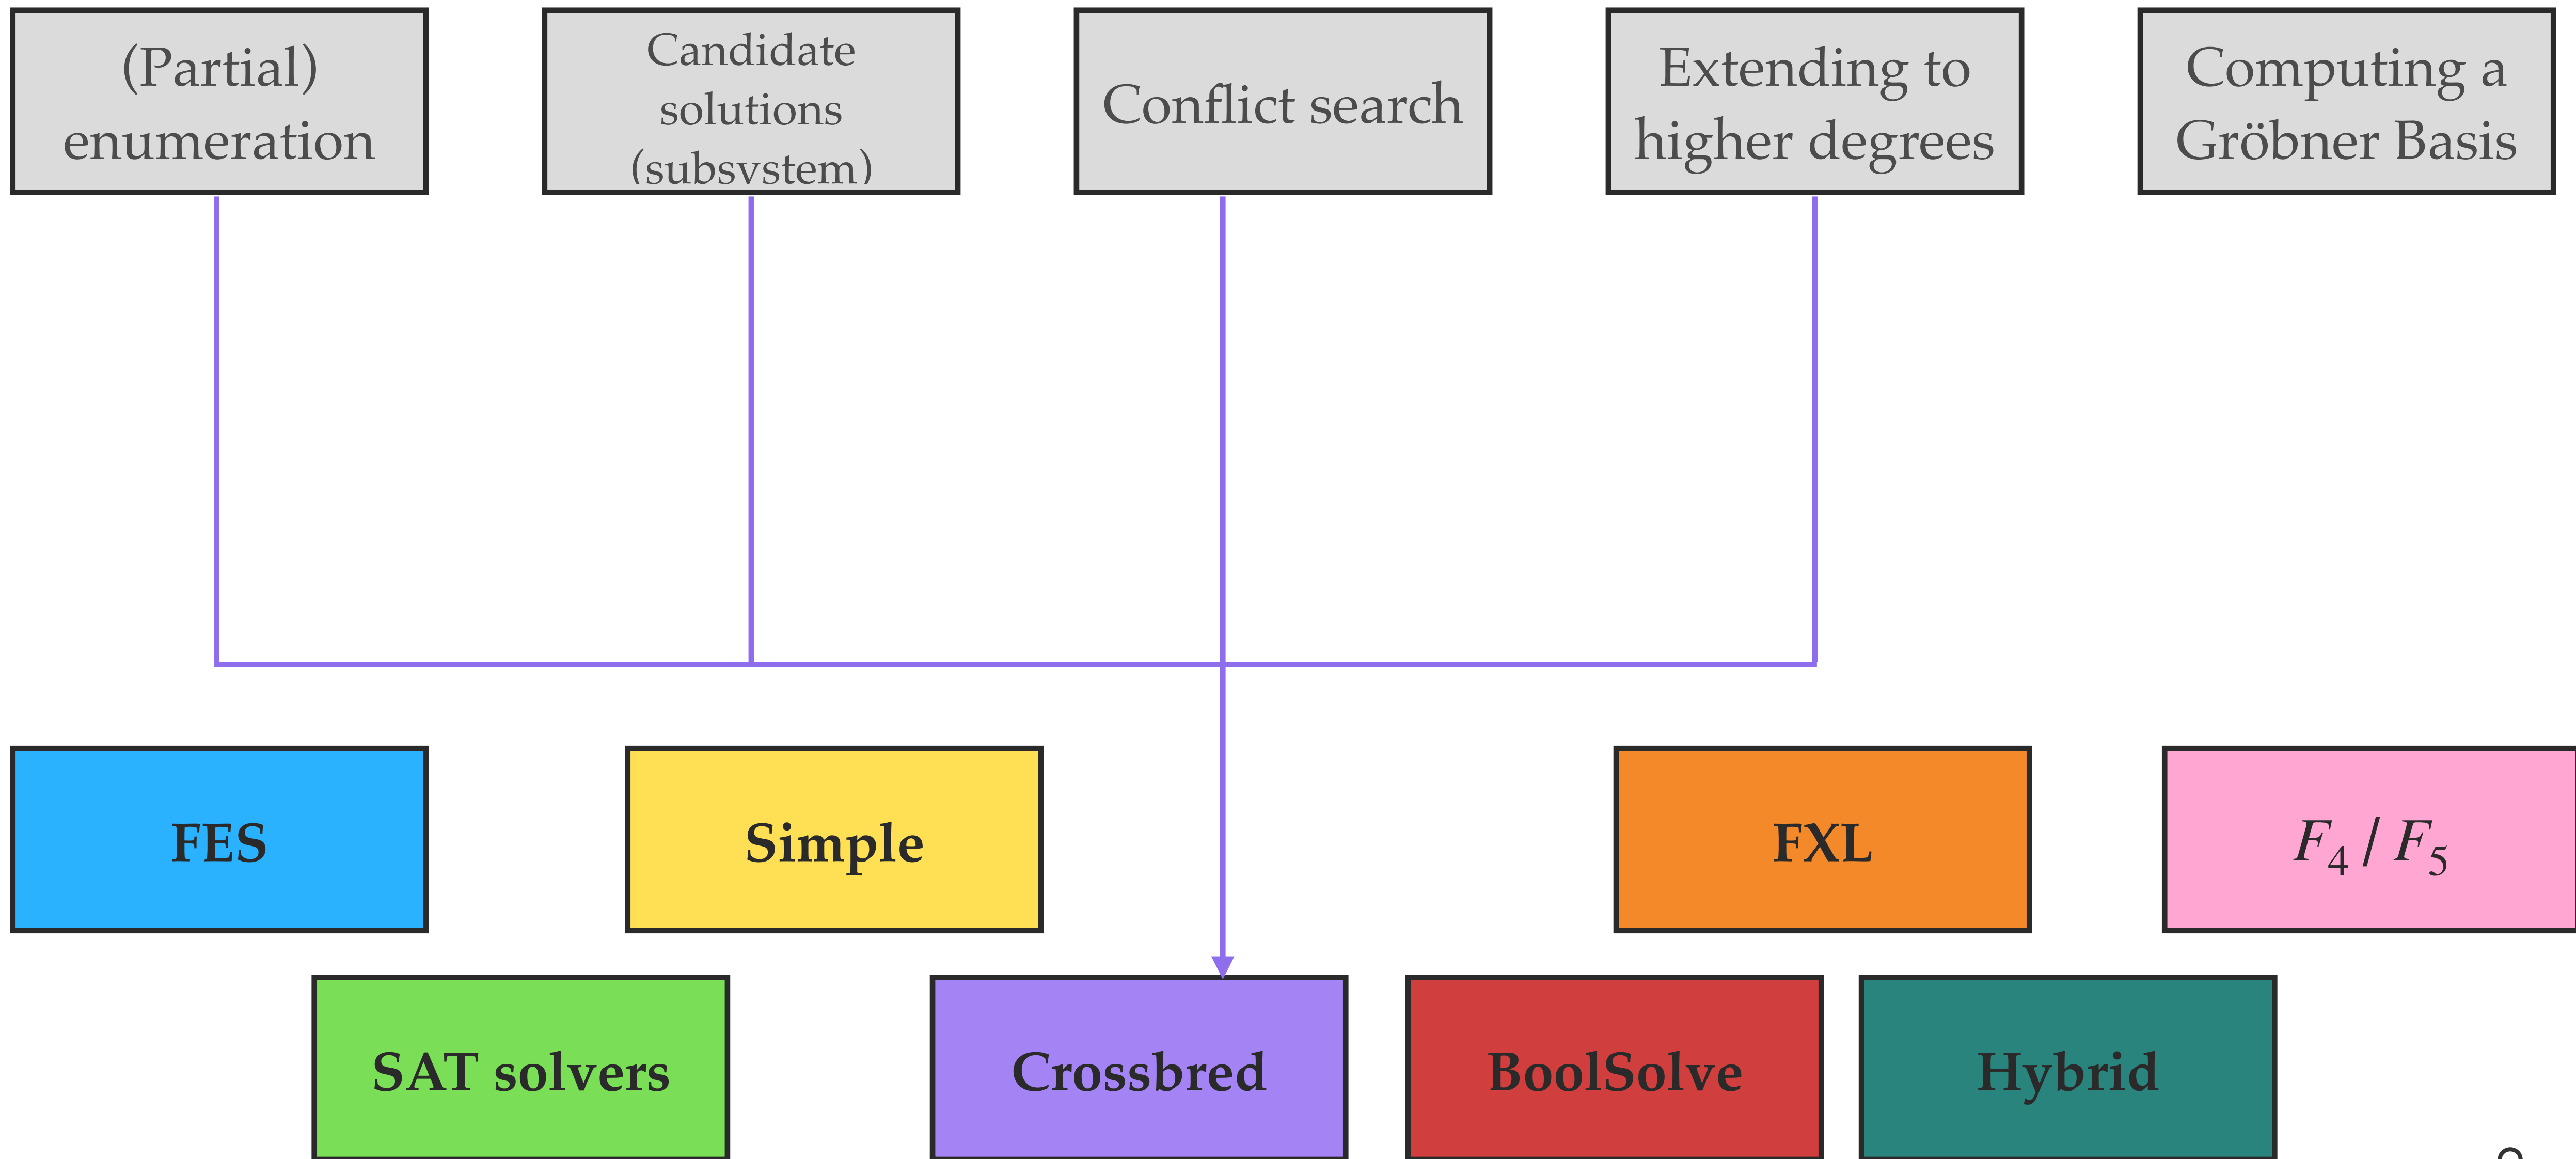 (Partial)
enumeration
Candidate
solutions
(subsystem)
Conflict search
Extending to
higher degrees
Computing a
Gröbner Basis
FES
Simple
FXL
F₄ / F₅
SAT solvers
Crossbred
BoolSolve
Hybrid